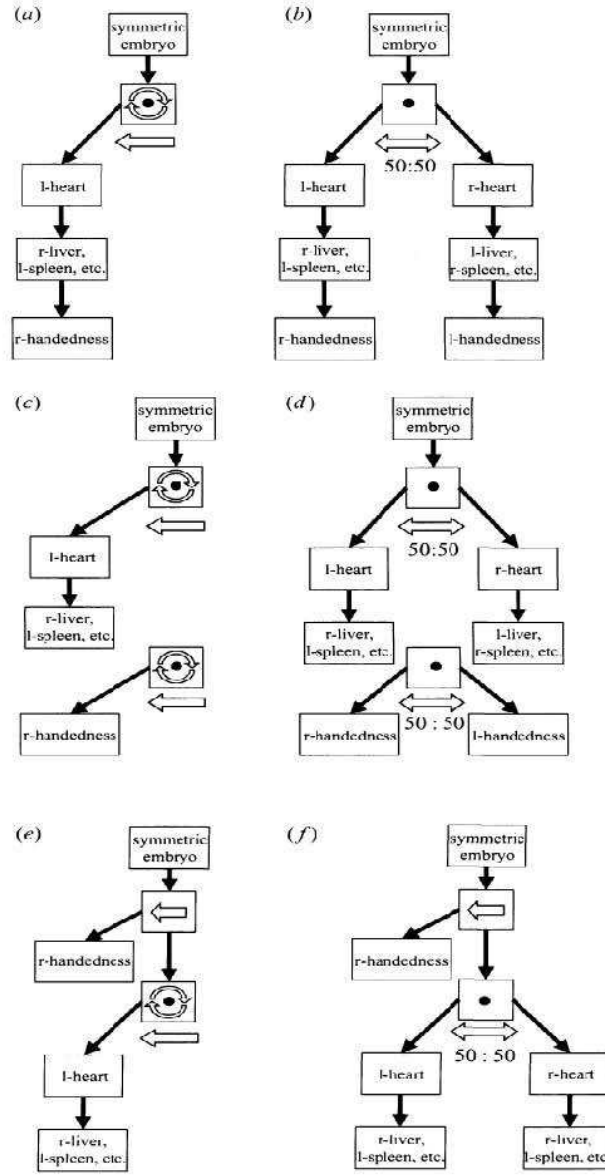 (a)
symmetric
embryo
l-heart
r-liver,
l-spleen, etc.
r-handedness
(b)
symmetric
embryo
50:50
l-heart
r-heart
r-liver,
l-spleen, etc.
l-liver,
r-spleen, etc.
r-handedness
l-handedness
(c)
symmetric
embryo
l-heart
r-liver,
l-spleen, etc.
r-handedness
(d)
symmetric
embryo
50:50
l-heart
r-heart
r-liver,
l-spleen, etc.
l-liver,
r-spleen, etc.
r-handedness
50 : 50
l-handedness
(e)
symmetric
embryo
r-handedness
l-heart
r-liver,
l-spleen, etc.
(f)
symmetric
embryo
r-handedness
50 : 50
l-heart
r-heart
r-liver,
l-spleen, etc.
r-liver,
l-spleen, etc.